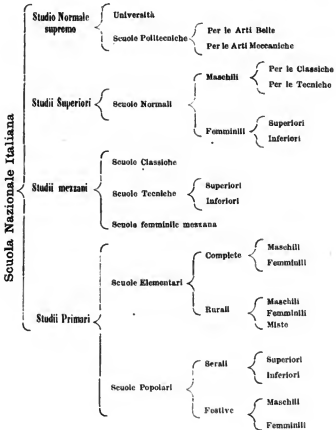 Scuola Nazionale Italiana
Studio Normale
supremo
Università
Scuole Politecniche
Per le Arti Belle
Per le Arti Meccaniche
Studii Superiori
Scuole Normali
Maschili
Per le Classiche
Per le Tecniche
Femminili
Superiori
Inferiori
Studii mezzani
Scuole Classiche
Scuole Tecniche
Superiori
Inferiori
Scuola femminile mezzana
Studii Primari
Scuole Elementari
Complete
Maschili
Femminili
Rurali
Maschili
Femminili
Miste
Scuole Popolari
Serali
Superiori
Inferiori
Festive
Maschili
Femminili